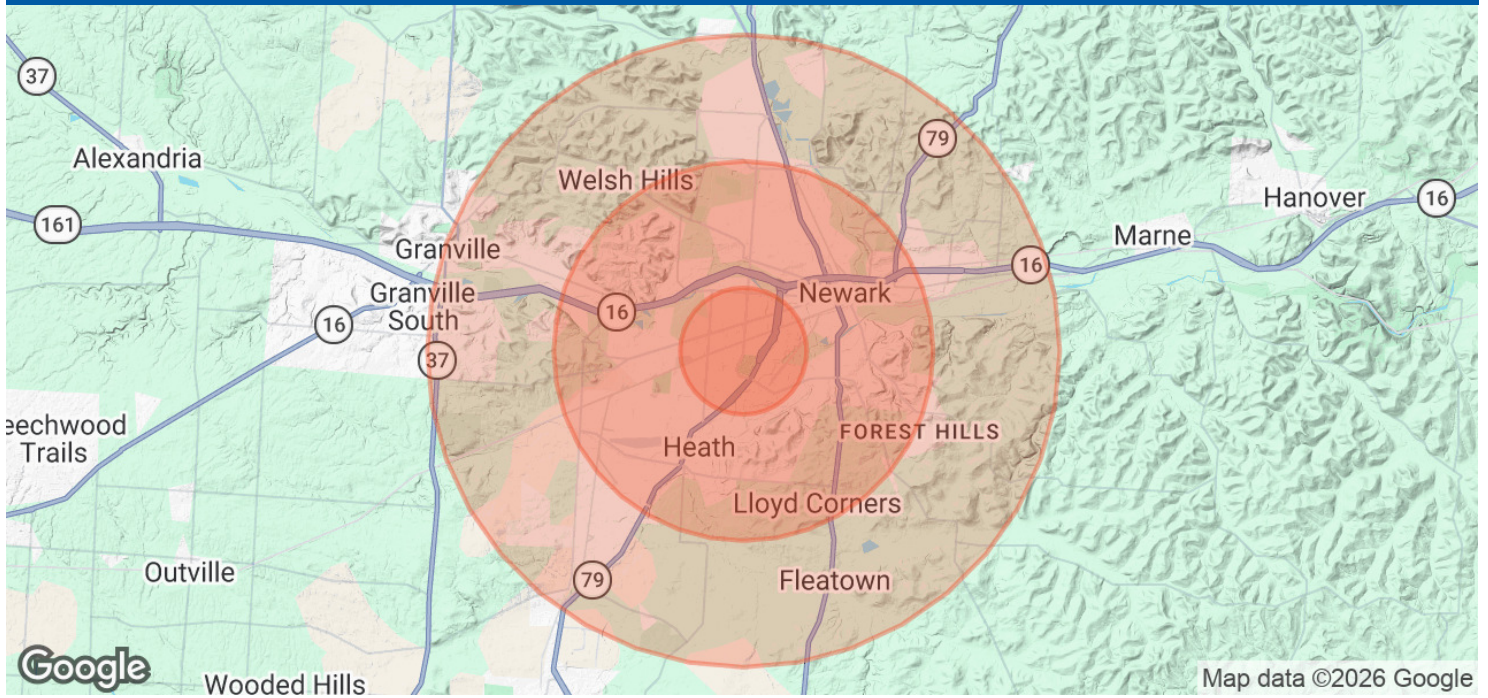 37
79
Alexandria
Welsh Hills
Hanover
16
161
Marne
Granville
16
Granville
South
Newark
16
16
37
eechwood
Trails
FOREST HILLS
Heath
Lloyd Corners
Outville
79
Fleatown
Google
Wooded Hills
Map data ©2026 Google